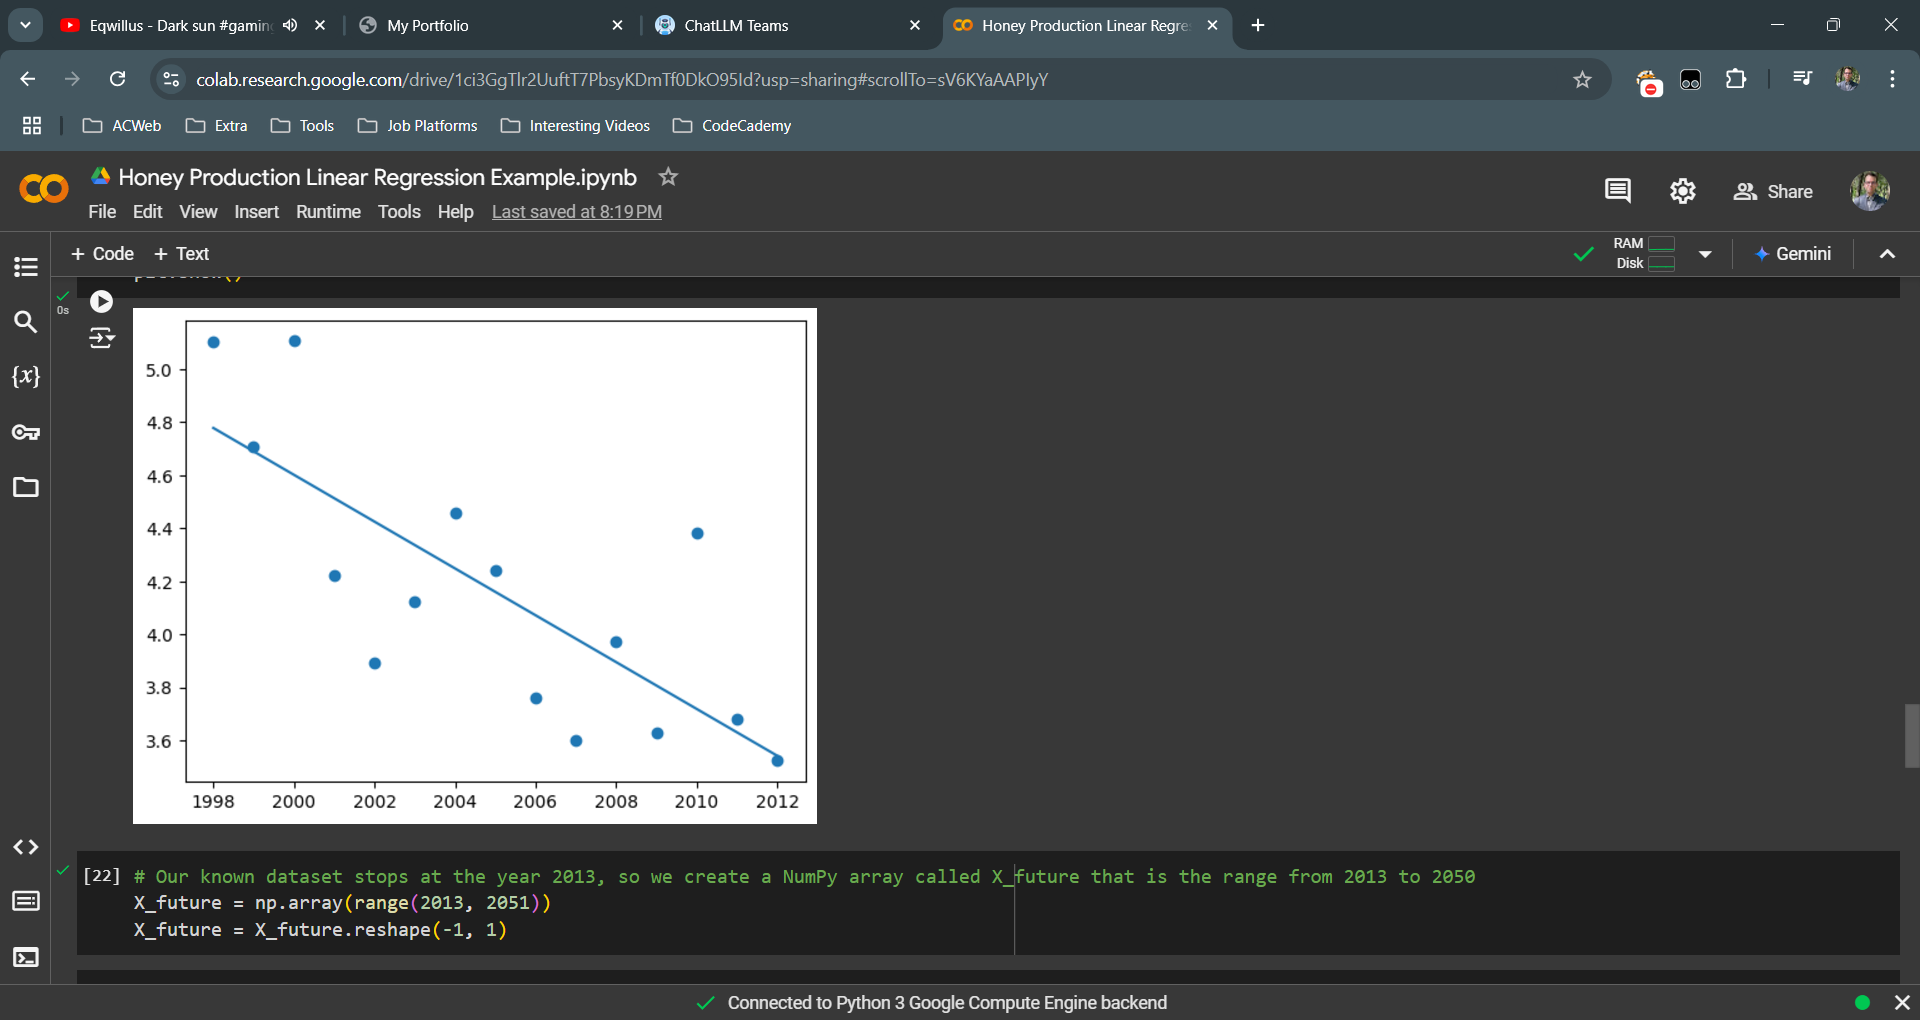 Eqwillus - Dark sun #gaming
My Portfolio
ChatLLM Teams
Honey Production Linear Regre
colab.research.google.com/drive/1ci3GgTlr2UuftT7PbsyKDmTf0DkO95Id?usp=sharing#scrollTo=sV6KYaAAPlyY
ACWeb
Extra
Tools
Job Platforms
Interesting Videos
CodeCademy
Honey Production Linear Regression Example.ipynb
File Edit View Insert Runtime Tools Help Last saved at 8:19 PM
Share
+ Code + Text
RAM
Disk
Gemini
0s
5.0
4.8
4.6
4.4
4.2
4.0
3.8
3.6
1998 2000 2002 2004 2006 2008 2010 2012
{x}
[22] # Our known dataset stops at the year 2013, so we create a NumPy array called X_future that is the range from 2013 to 2050
X_future = np.array(range(2013, 2051))
X_future = X_future.reshape(-1, 1)
Connected to Python 3 Google Compute Engine backend